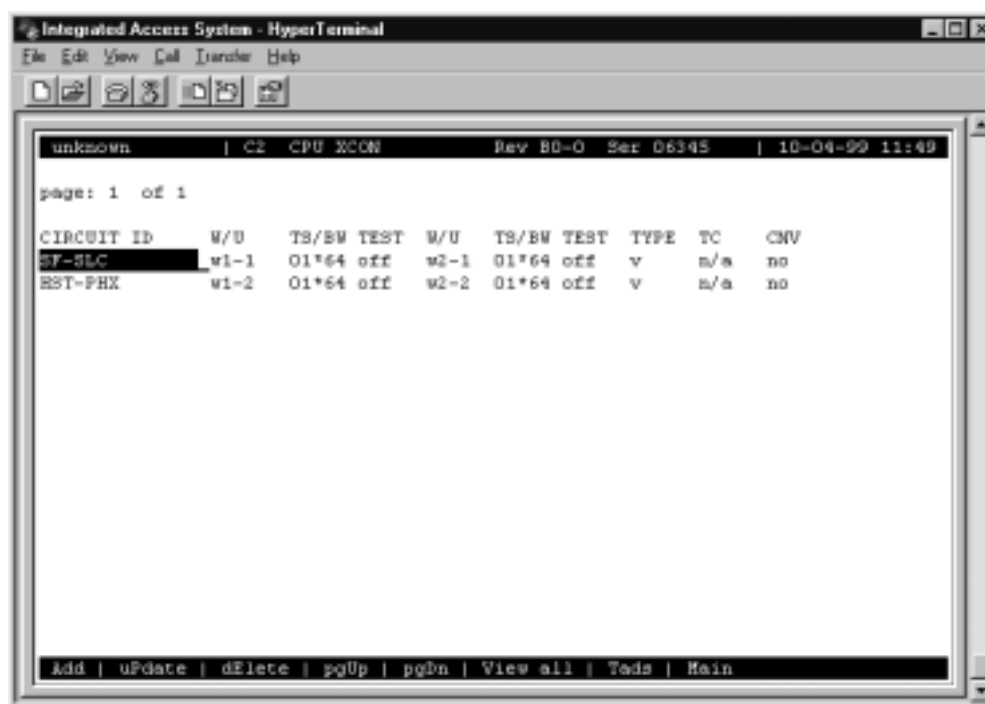 Integrated Access System - HyperTerminal
File Edit View Call Transfer Help
unknown | C2 CPU XCON Rev B0-0 Ser 06345 | 10-04-99 11:49
page: 1 of 1
CIRCUIT ID W/U TS/BW TEST W/U TS/BW TEST TYPE TC CNV
SF-SLC w1-1 01*64 off w2-1 01*64 off v n/a no
HST-PHX w1-2 01*64 off w2-2 01*64 off v n/a no
Add | uPdate | dElete | pgUp | pgDn | View all | Tads | Main